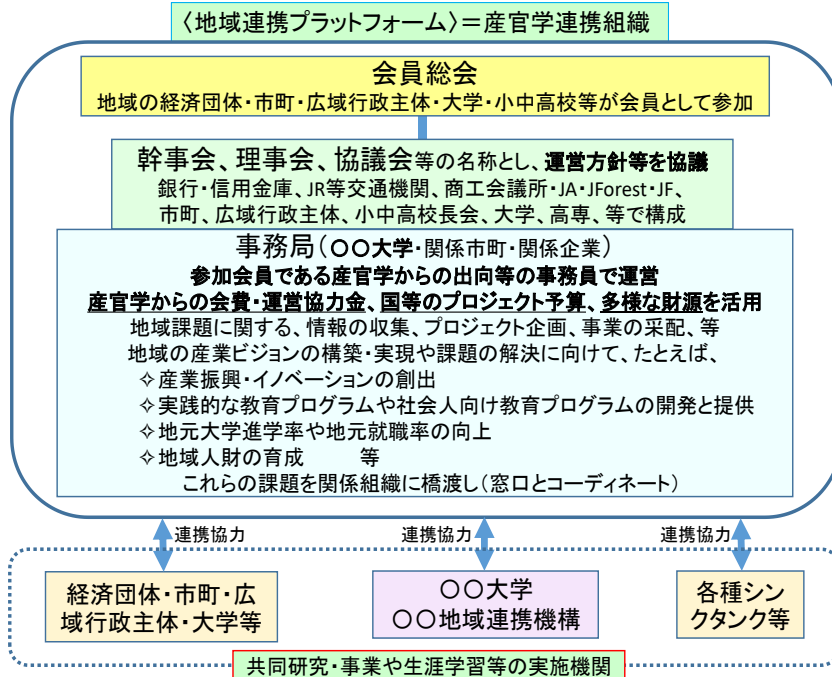 〈地域連携プラットフォーム〉＝産官学連携組織
会員総会
地域の経済団体・市町・広域行政主体・大学・小中高校等が会員として参加
幹事会、理事会、協議会等の名称とし、運営方針等を協議
銀行・信用金庫、JR等交通機関、商工会議所・JA・JForest・JF、
市町、広域行政主体、小中高校長会、大学、高専、等で構成
事務局（〇〇大学・関係市町・関係企業）
参加会員である産官学からの出向等の事務員で運営
産官学からの会費・運営協力金、国等のプロジェクト予算、多様な財源を活用
地域課題に関する、情報の収集、プロジェクト企画、事業の采配、等
地域の産業ビジョンの構築・実現や課題の解決に向けて、たとえば、
✧産業振興・イノベーションの創出
✧実践的な教育プログラムや社会人向け教育プログラムの開発と提供
✧地元大学進学率や地元就職率の向上
✧地域人財の育成　　等
これらの課題を関係組織に橋渡し（窓口とコーディネート）
連携協力 連携協力 連携協力
経済団体・市町・広
域行政主体・大学等
〇〇大学
〇〇地域連携機構
各種シン
クタンク等
共同研究・事業や生涯学習等の実施機関